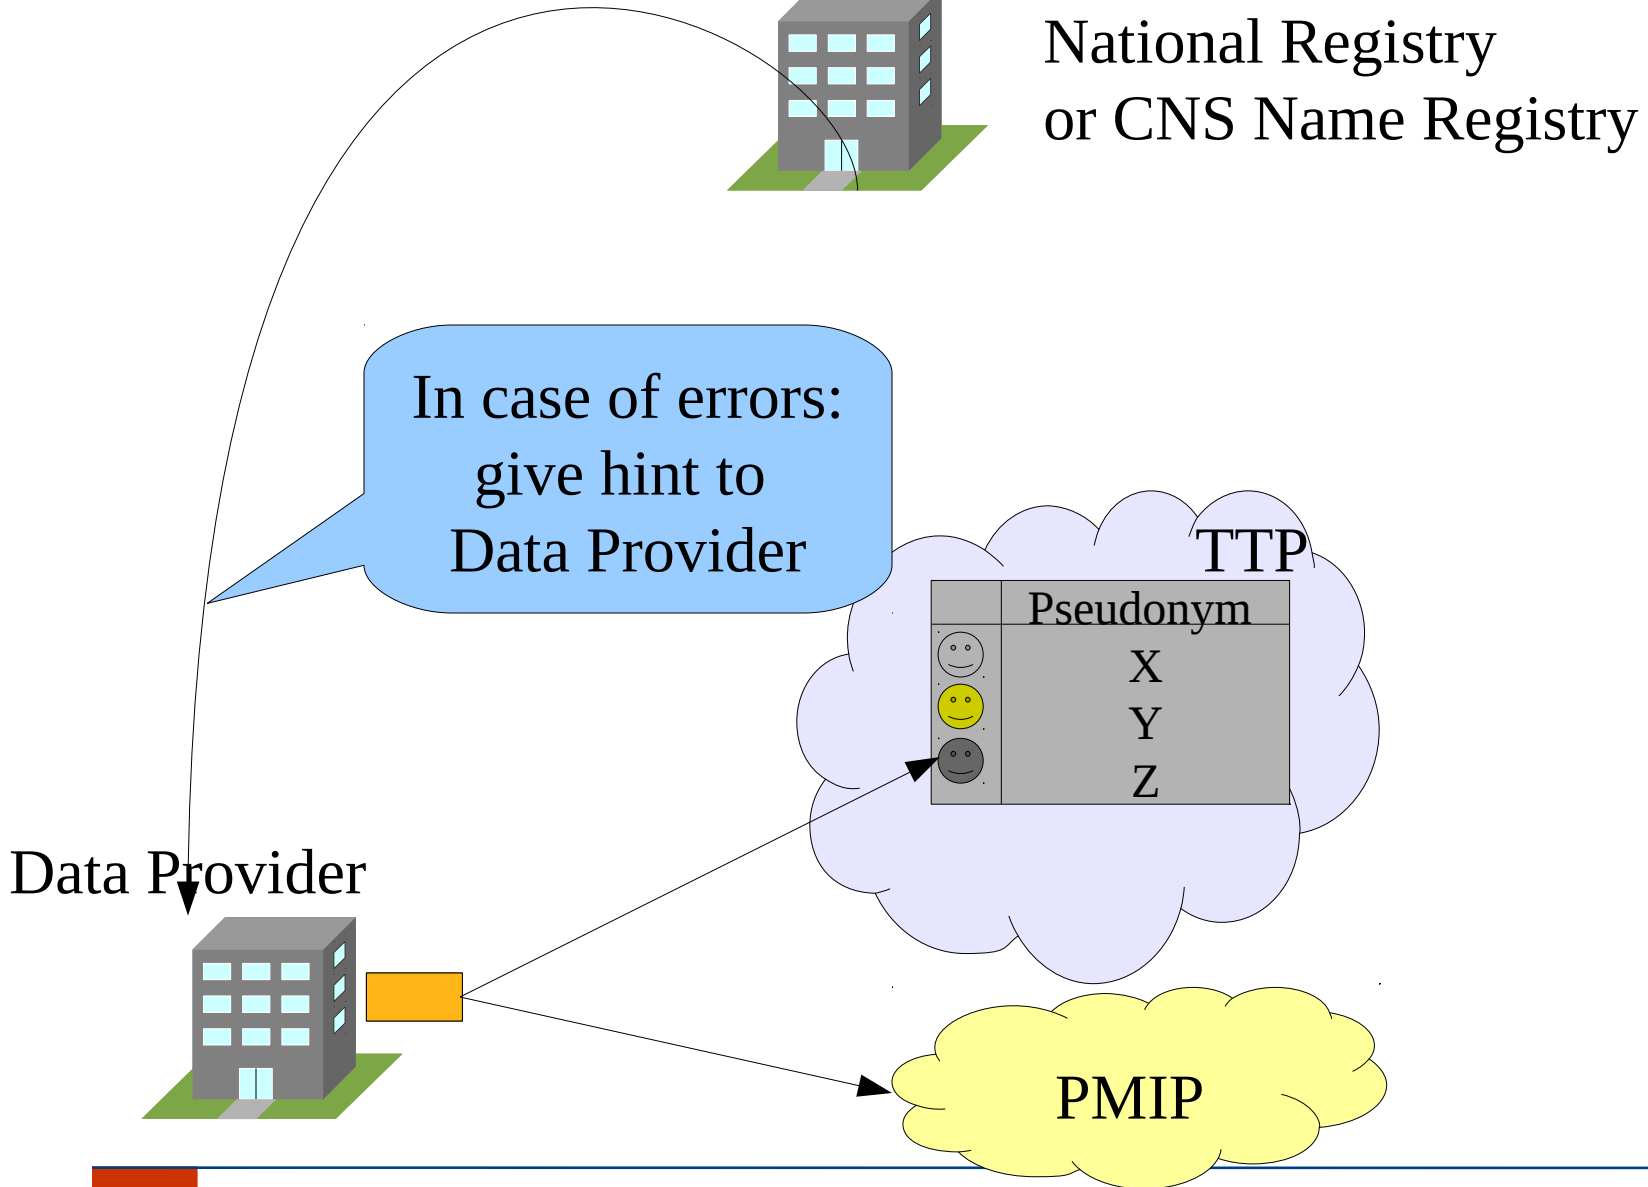 National Registry
or CNS Name Registry
In case of errors:
give hint to
Data Provider
TTP
Pseudonym
X
Y
Z
Data Provider
PMIP